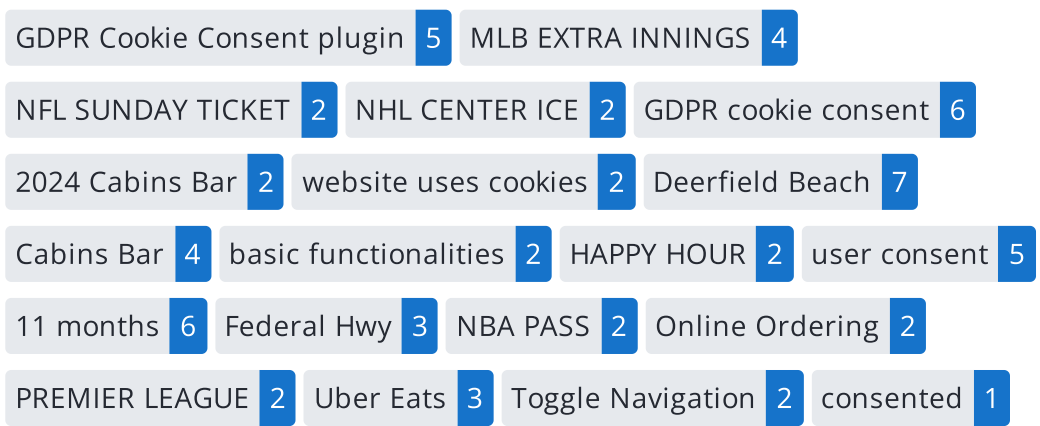 GDPR Cookie Consent plugin 5 MLB EXTRA INNINGS 4
NFL SUNDAY TICKET 2 NHL CENTER ICE 2 GDPR cookie consent 6
2024 Cabins Bar 2 website uses cookies 2 Deerfield Beach 7
Cabins Bar 4 basic functionalities 2 HAPPY HOUR 2 user consent 5
11 months 6 Federal Hwy 3 NBA PASS 2 Online Ordering 2
PREMIER LEAGUE 2 Uber Eats 3 Toggle Navigation 2 consented 1